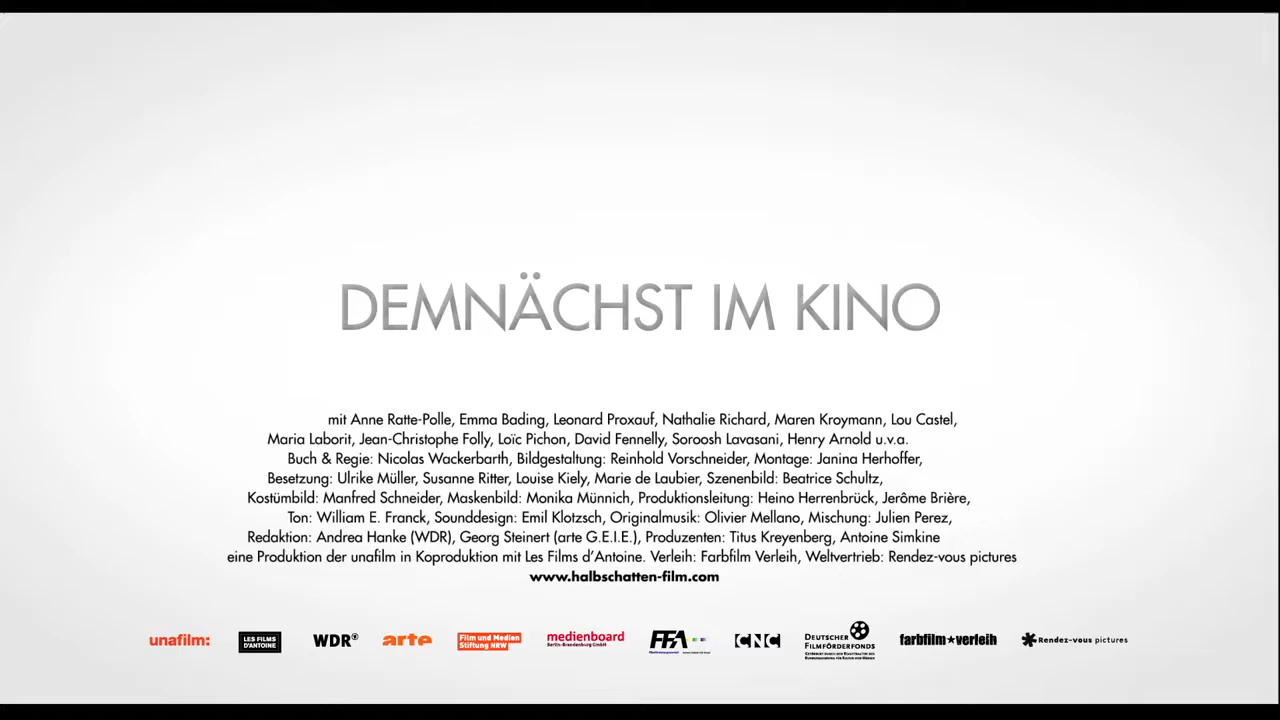 DEMNÄCHST IM KINO
mit Anne Ratte-Polle, Emma Bading, Leonard Proxauf, Nathalie Richard, Maren Kroymann, Lou Castel,
Maria Laborit, Jean-Christophe Folly, Loïc Pichon, David Fennelly, Soroosh Lavasani, Henry Arnold u.v.a.
Buch & Regie: Nicolas Wackerbarth, Bildgestaltung: Reinhold Vorschneider, Montage: Janina Herhoffer,
Besetzung: Ulrike Müller, Susanne Ritter, Louise Kiely, Marie de Laubier, Szenenbild: Beatrice Schultz,
Kostümbild: Manfred Schneider, Maskenbild: Monika Münnich, Produktionsleitung: Heino Herrenbrück, Jerôme Brière,
Ton: William E. Franck, Sounddesign: Emil Klotzsch, Originalmusik: Olivier Mellano, Mischung: Julien Perez,
Redaktion: Andrea Hanke (WDR), Georg Steinert (arte G.E.I.E.), Produzenten: Titus Kreyenberg, Antoine Simkine
eine Produktion der unafilm in Koproduktion mit Les Films d'Antoine. Verleih: Farbfilm Verleih, Weltvertrieb: Rendez-vous pictures
www.halbschatten-film.com
unafilm:
LES FILMS
D'ANTOINE
WDR
arte
Film und Medien
Stiftung NRW
medienboard
Berlin-Brandenburg GmbH
FFA
CNC
DEUTSCHER
FILMFÖRDERFONDS
farbfilm★verleih
Rendez-vous pictures